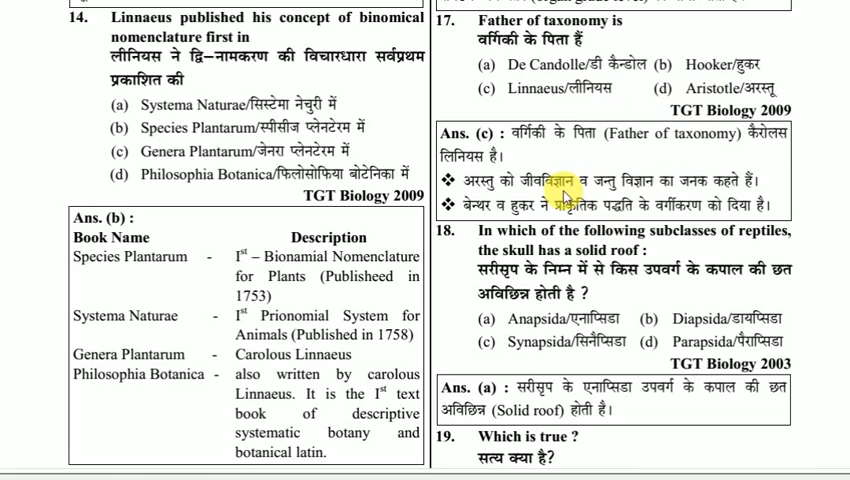 14. Linnaeus published his concept of binomical
nomenclature first in
लीनियस ने द्वि–नामकरण की विचारधारा सर्वप्रथम
प्रकाशित की
(a) Systema Naturae/सिस्टेमा नेचुरी में
(b) Species Plantarum/स्पीसीज प्लेनटेरम में
(c) Genera Plantarum/जेनरा प्लेनटेरम में
(d) Philosophia Botanica/फिलोसोफिया बोटेनिका में
TGT Biology 2009
Ans. (b) :
Book Name Description
Species Plantarum - Ist – Bionamial Nomenclature
for Plants (Publisheed in
1753)
Systema Naturae - Ist Prionomial System for
Animals (Published in 1758)
Genera Plantarum - Carolous Linnaeus
Philosophia Botanica - also written by carolous
Linnaeus. It is the Ist text
book of descriptive
systematic botany and
botanical latin.
17. Father of taxonomy is
वर्गिकी के पिता हैं
(a) De Candolle/डी कैन्डोल (b) Hooker/हुकर
(c) Linnaeus/लीनियस (d) Aristotle/अरस्तू
TGT Biology 2009
Ans. (c) : वर्गिकी के पिता (Father of taxonomy) कैरोलस
लिनियस है।
❖ अरस्तु को जीवविज्ञान व जन्तु विज्ञान का जनक कहते हैं।
❖ बेन्थर व हुकर ने प्राकृतिक पद्धति के वर्गीकरण को दिया है।
18. In which of the following subclasses of reptiles,
the skull has a solid roof :
सरीसृप के निम्न में से किस उपवर्ग के कपाल की छत
अविछिन्न होती है ?
(a) Anapsida/एनाप्सिडा (b) Diapsida/डायप्सिडा
(c) Synapsida/सिनैप्सिडा (d) Parapsida/पैराप्सिडा
TGT Biology 2003
Ans. (a) : सरीसृप के एनाप्सिडा उपवर्ग के कपाल की छत
अविछिन्न (Solid roof) होती है।
19. Which is true ?
सत्य क्या है?